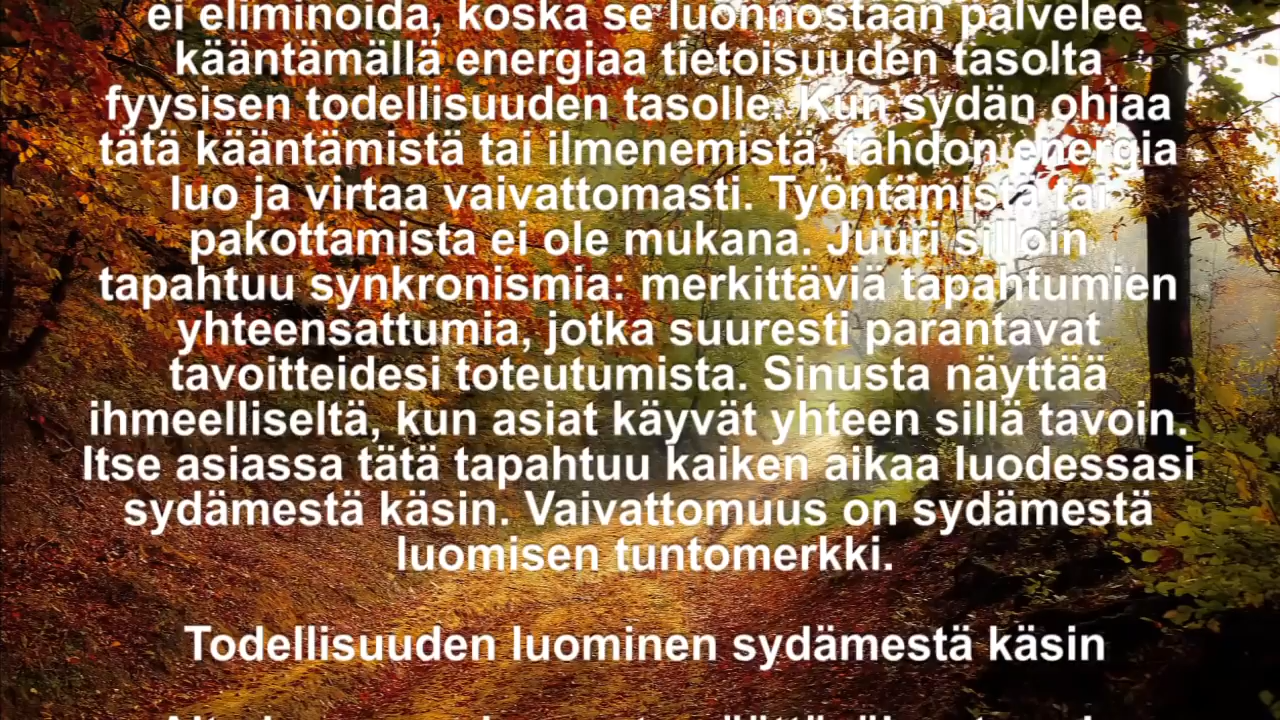 ei eliminoida, koska se luonnostaan palvelee
kääntämällä energiaa tietoisuuden tasolta
fyysisen todellisuuden tasolle. Kun sydän ohjaa
tätä kääntämistä tai ilmenemistä, tahdon energia
luo ja virtaa vaivattomasti. Työntämistä tai
pakottamista ei ole mukana. Juuri silloin
tapahtuu synkronismia: merkittäviä tapahtumien
yhteensattumia, jotka suuresti parantavat
tavoitteidesi toteutumista. Sinusta näyttää
ihmeelliseltä, kun asiat käyvät yhteen sillä tavoin.
Itse asiassa tätä tapahtuu kaiken aikaa luodessasi
sydämestä käsin. Vaivattomuus on sydämestä
luomisen tuntomerkki.
Todellisuuden luominen sydämestä käsin